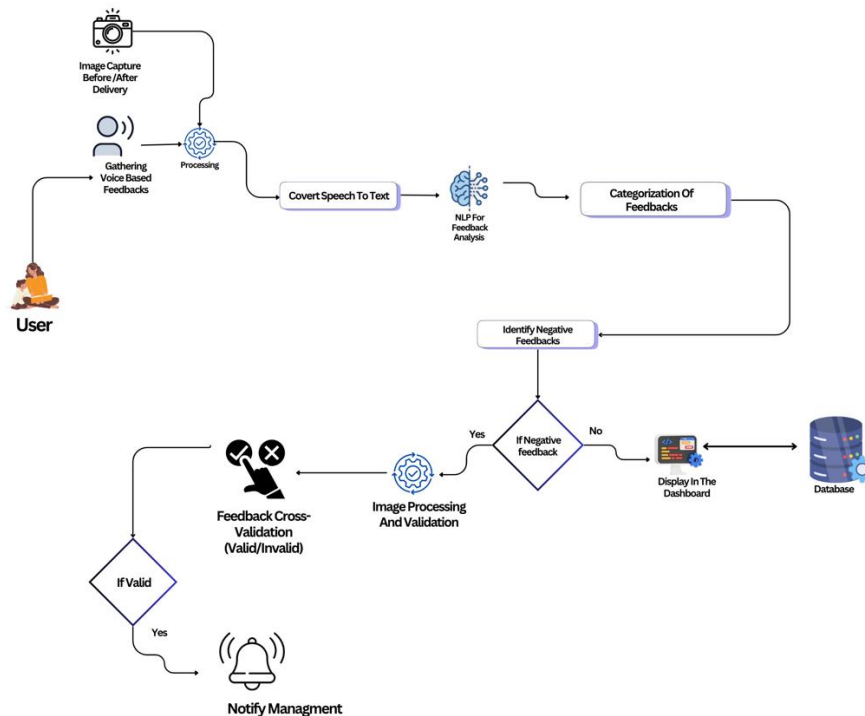 Image Capture
Before /After
Delivery
Gathering
Voice Based
Feedbacks
Processing
Covert Speech To Text
NLP For
Feedback
Analysis
Categorization Of
Feedbacks
User
Identify Negative
Feedbacks
If Negative
feedback
Yes
No
Display In The
Dashboard
Database
Image Processing
And Validation
Feedback Cross-
Validation
(Valid/Invalid)
If Valid
Yes
Notify Managment